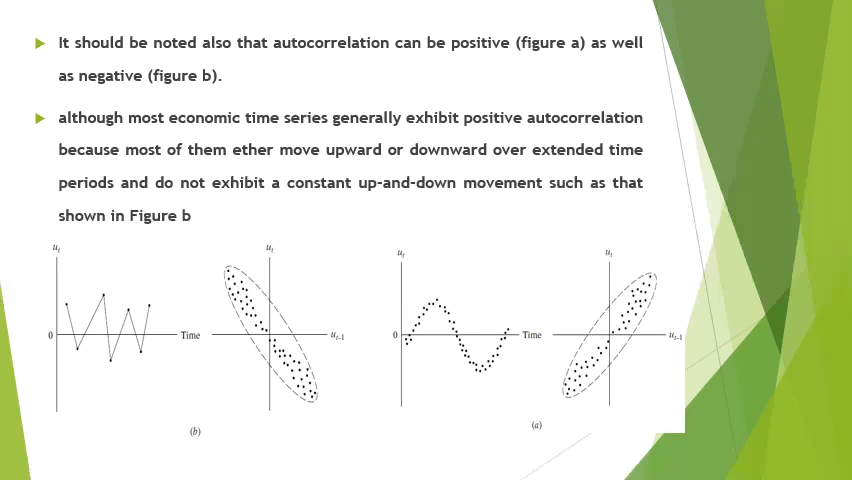 It should be noted also that autocorrelation can be positive (figure a) as well
as negative (figure b).
although most economic time series generally exhibit positive autocorrelation
because most of them ether move upward or downward over extended time
periods and do not exhibit a constant up-and-down movement such as that
shown in Figure b
ut
0
Time
ut
ut–1
(b)
ut
0
Time
ut
ut–1
(a)